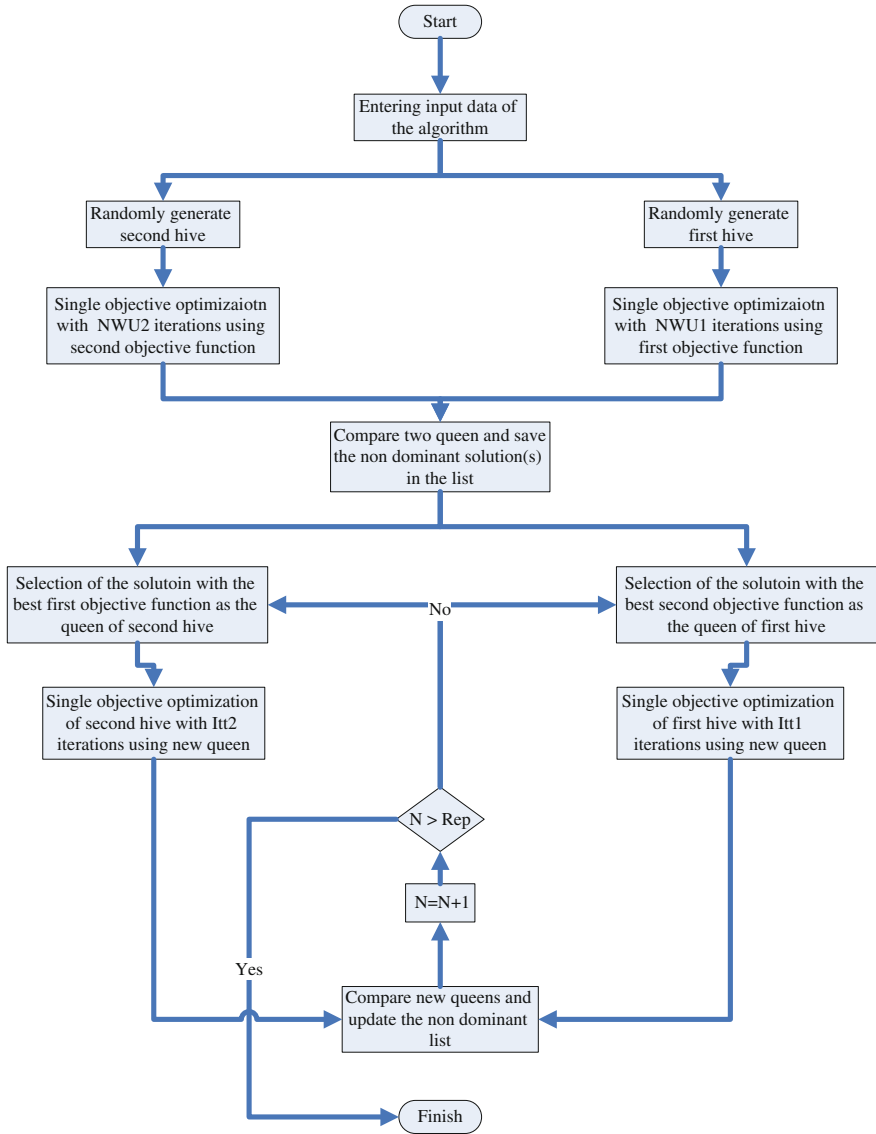 Start
Entering input data of
the algorithm
Randomly generate
second hive
Randomly generate
first hive
Single objective optimizaiotn
with NWU2 iterations using
second objective function
Single objective optimizaiotn
with NWU1 iterations using
first objective function
Compare two queen and save
the non dominant solution(s)
in the list
Selection of the solutoin with the
best first objective function as the
queen of second hive
No
Selection of the solutoin with the
best second objective function as
the queen of first hive
Single objective optimization
of second hive with Itt2
iterations using new queen
Single objective optimization
of first hive with Itt1
iterations using new queen
N > Rep
N=N+1
Yes
Compare new queens and
update the non dominant
list
Finish